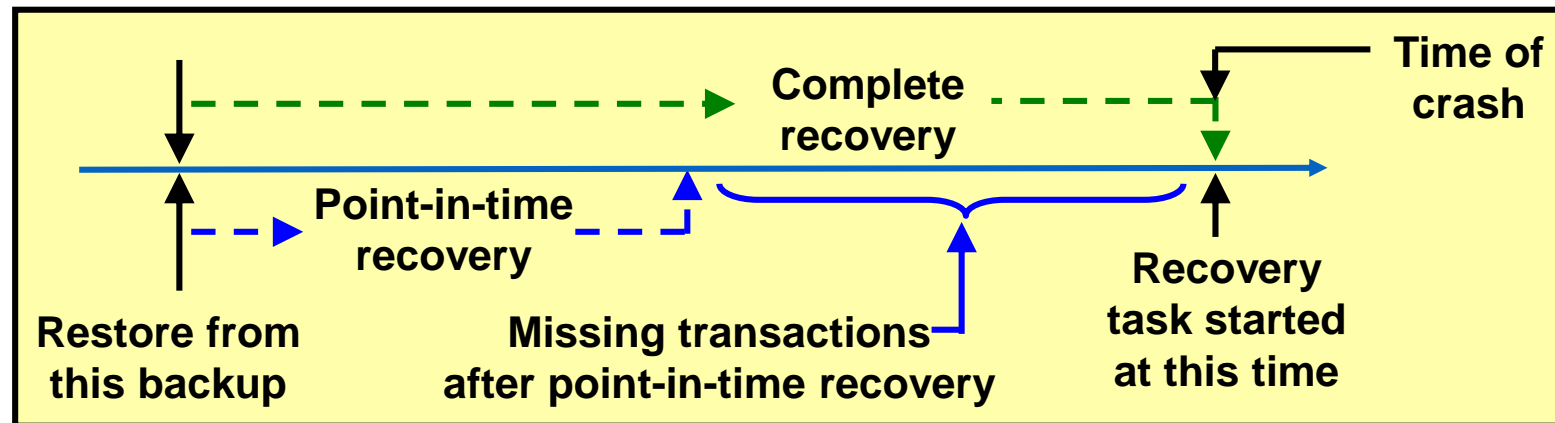 Time of
crash
Complete
recovery
Point-in-time
recovery
Restore from
this backup
Missing transactions
after point-in-time recovery
Recovery
task started
at this time